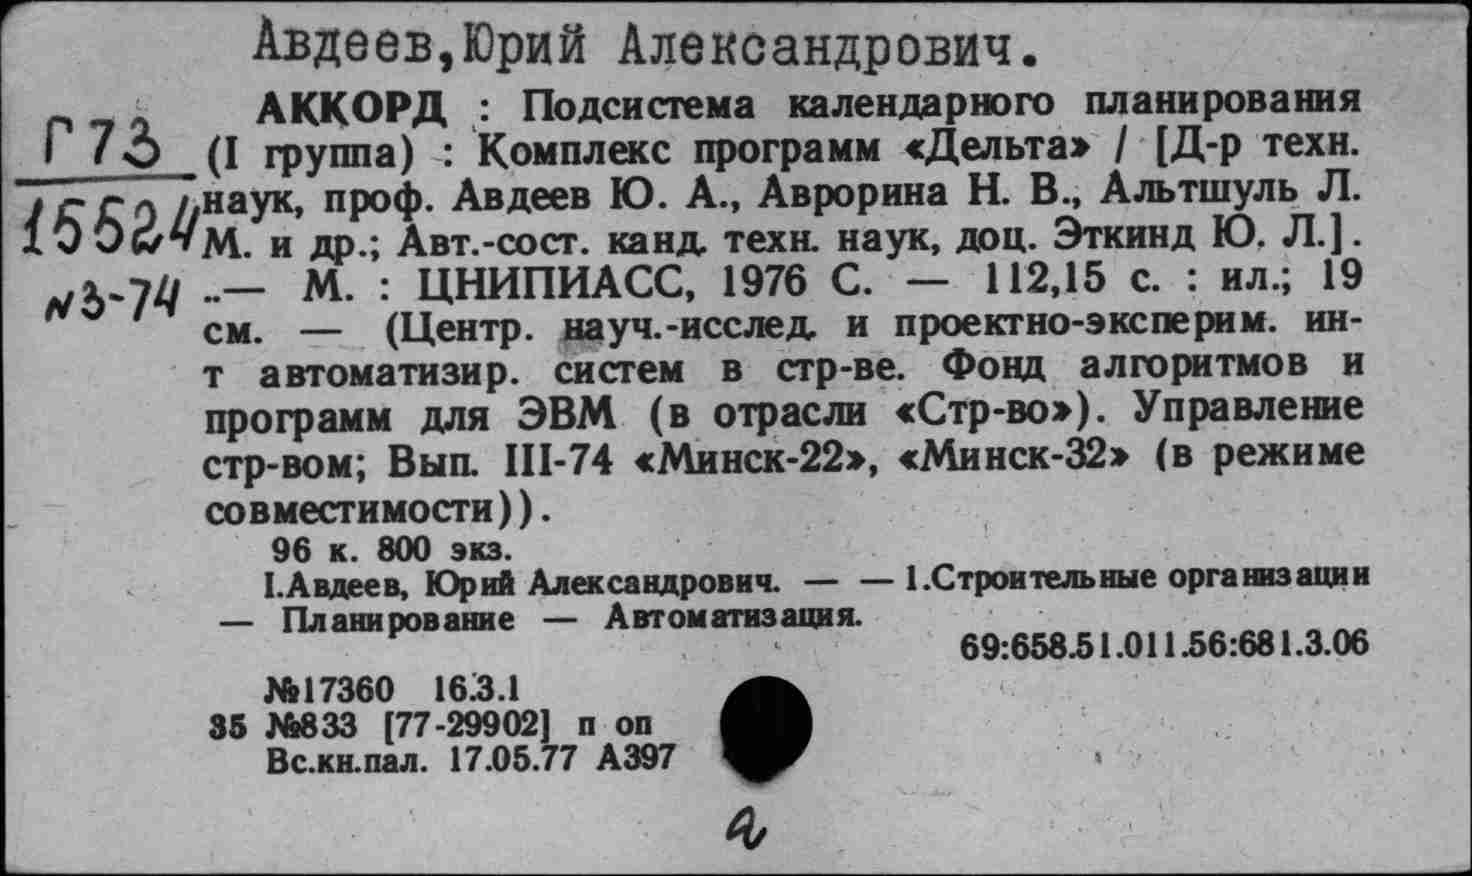 Авдеев,Юрий Александрович.
АККОРД : Подсистема календарного планирования
Г73
(I группа) : Комплекс программ «Дельта» / [Д-р техн.
15524
наук, проф. Авдеев Ю. А., Аврорина Н. В., Альтшуль Л.
М. и др.; Авт.-сост. канд. техн. наук, доц. Эткинд Ю. Л.].
..— М. : ЦНИПИАСС, 1976 С. — 112,15 с. : ил.; 19
см. — (Центр. науч.-исслед. и проектно-эксперим. ин-
т автоматизир. систем в стр-ве. Фонд алгоритмов и
программ для ЭВМ (в отрасли «Стр-во»). Управление
стр-вом; Вып. III-74 «Минск-22», «Минск-32» (в режиме
совместимости)).
96 к. 800 экз.
I.Авдеев, Юрий Александрович. — — 1.Строительные организации
— Планирование — Автоматизация.
69:658.51.011.56:681.3.06
№17360 16.3.1
35 №833 [77-29902] п оп
Вс.кн.пал. 17.05.77 А397